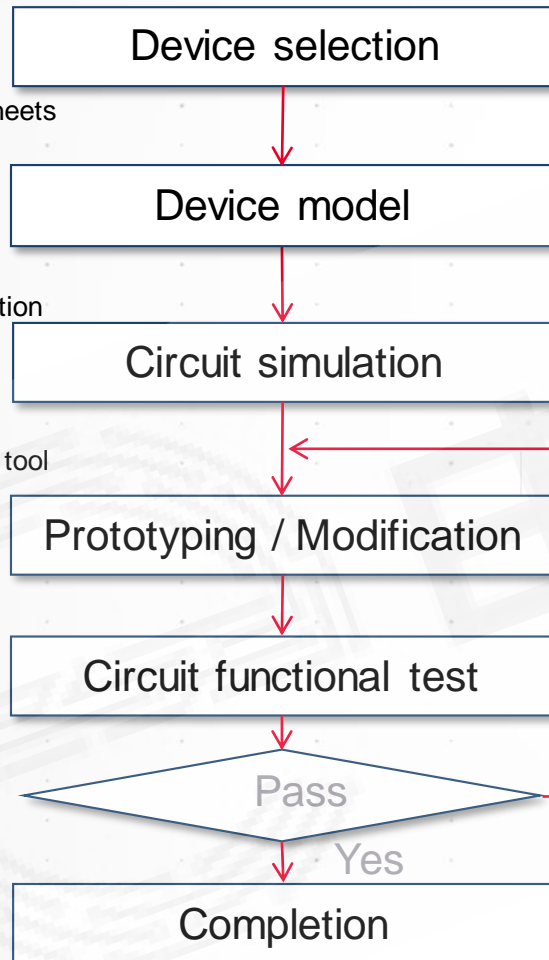 Device selection
heets
Device model
tion
Circuit simulation
tool
Prototyping / Modification
Circuit functional test
Pass
Yes
Completion